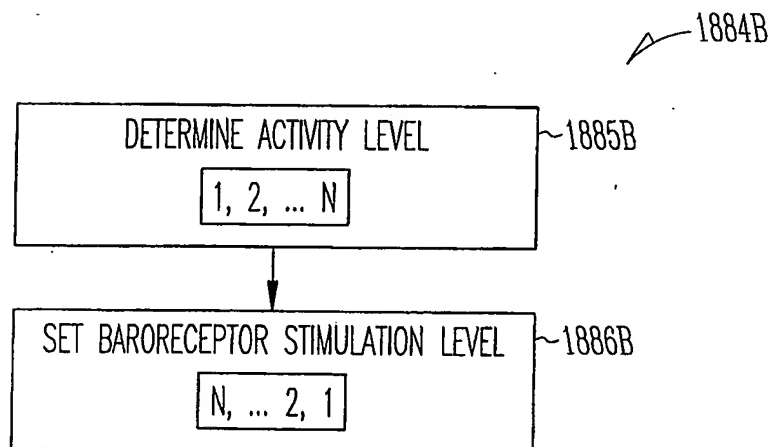 1884B
DETERMINE ACTIVITY LEVEL
1885B
1, 2, ... N
SET BARORECEPTOR STIMULATION LEVEL
1886B
N, ... 2, 1